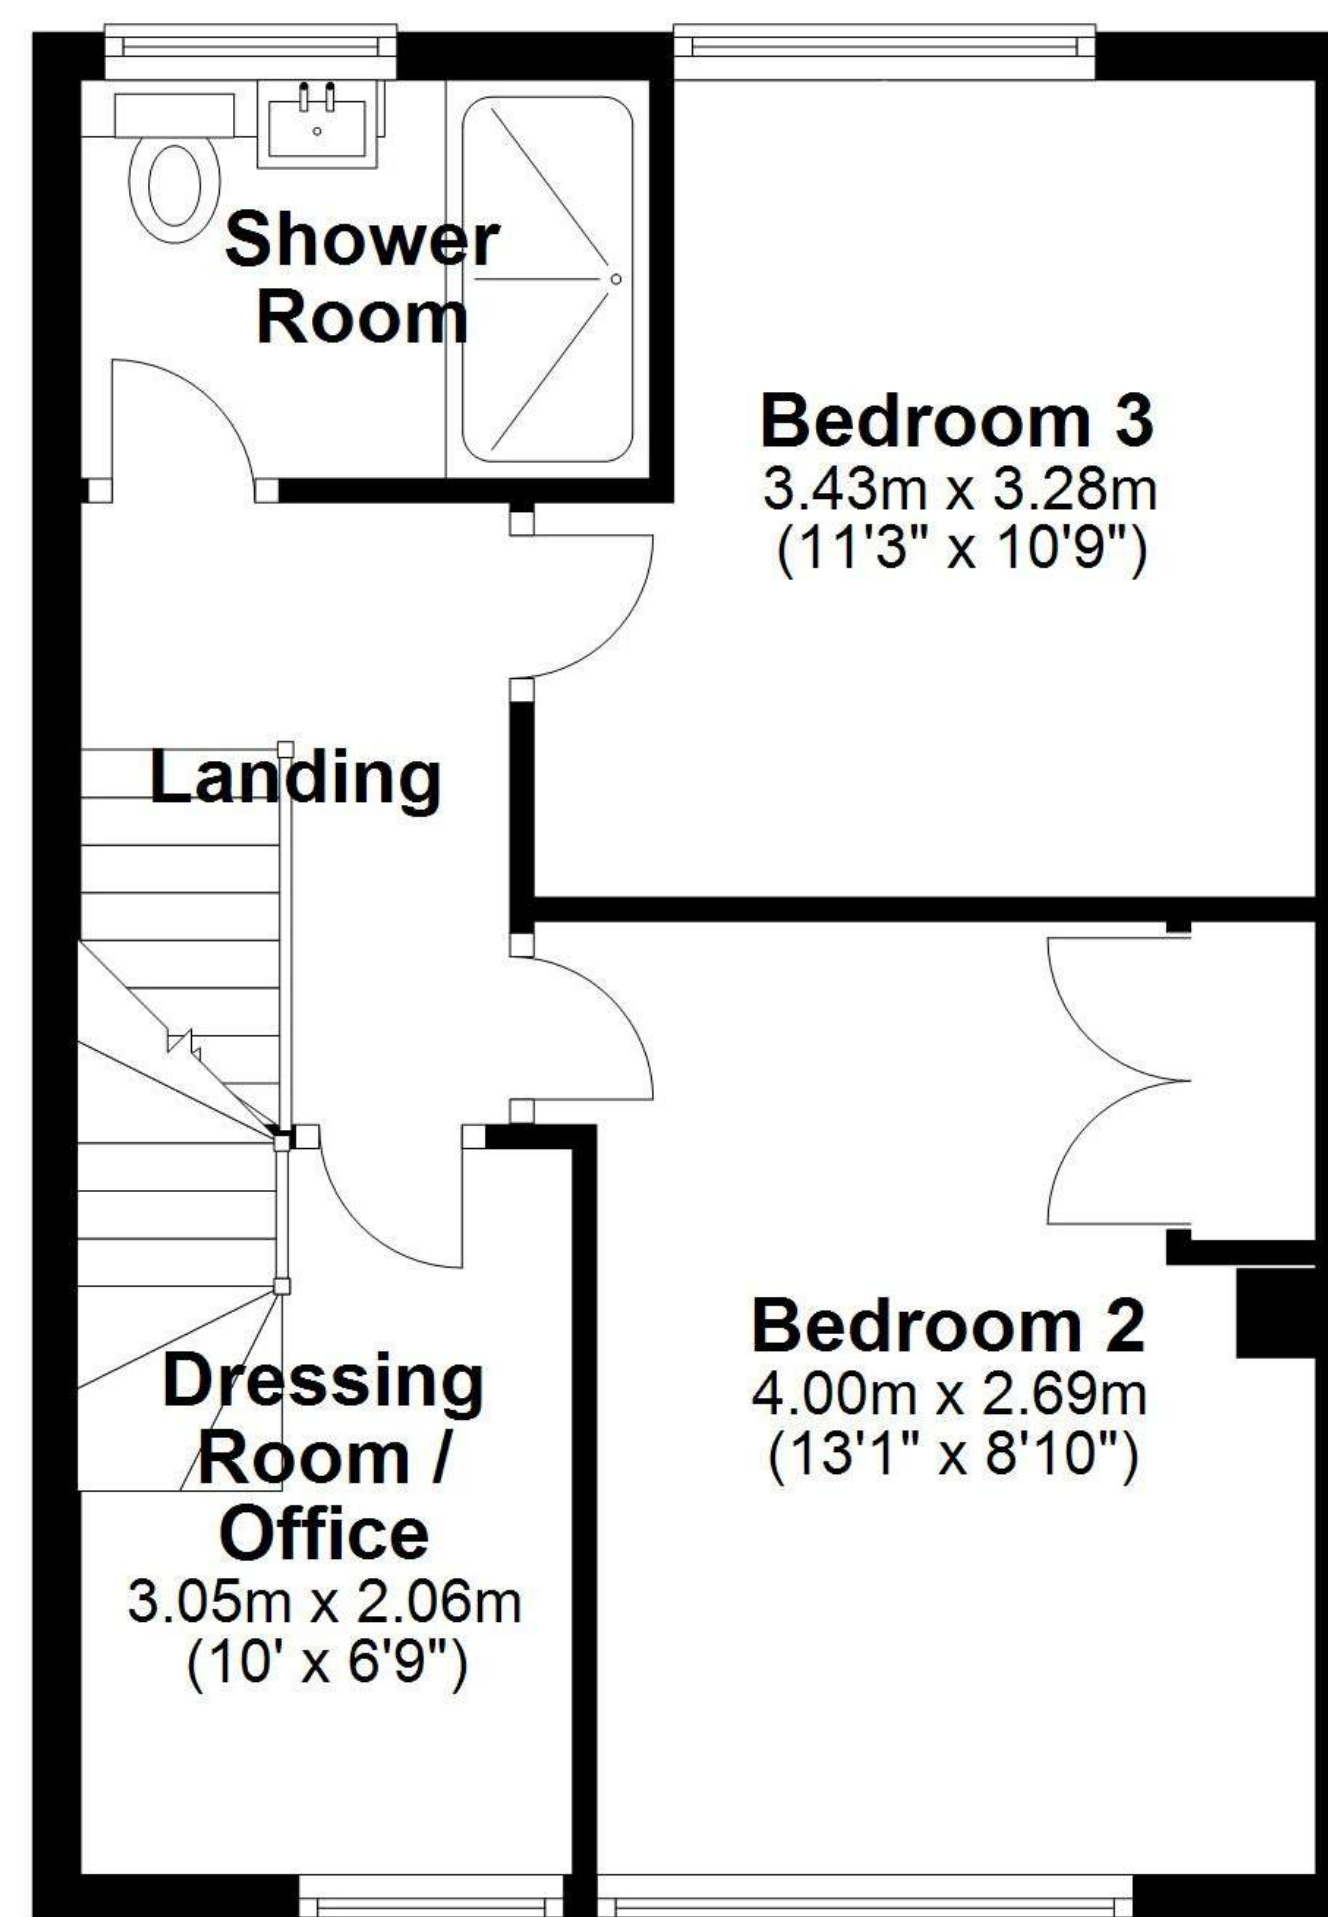 Shower
Room
Bedroom 3
3.43m x 3.28m
(11'3" x 10'9")
Landing
Bedroom 2
4.00m x 2.69m
(13'1" x 8'10")
Dressing
Room /
Office
3.05m x 2.06m
(10' x 6'9")